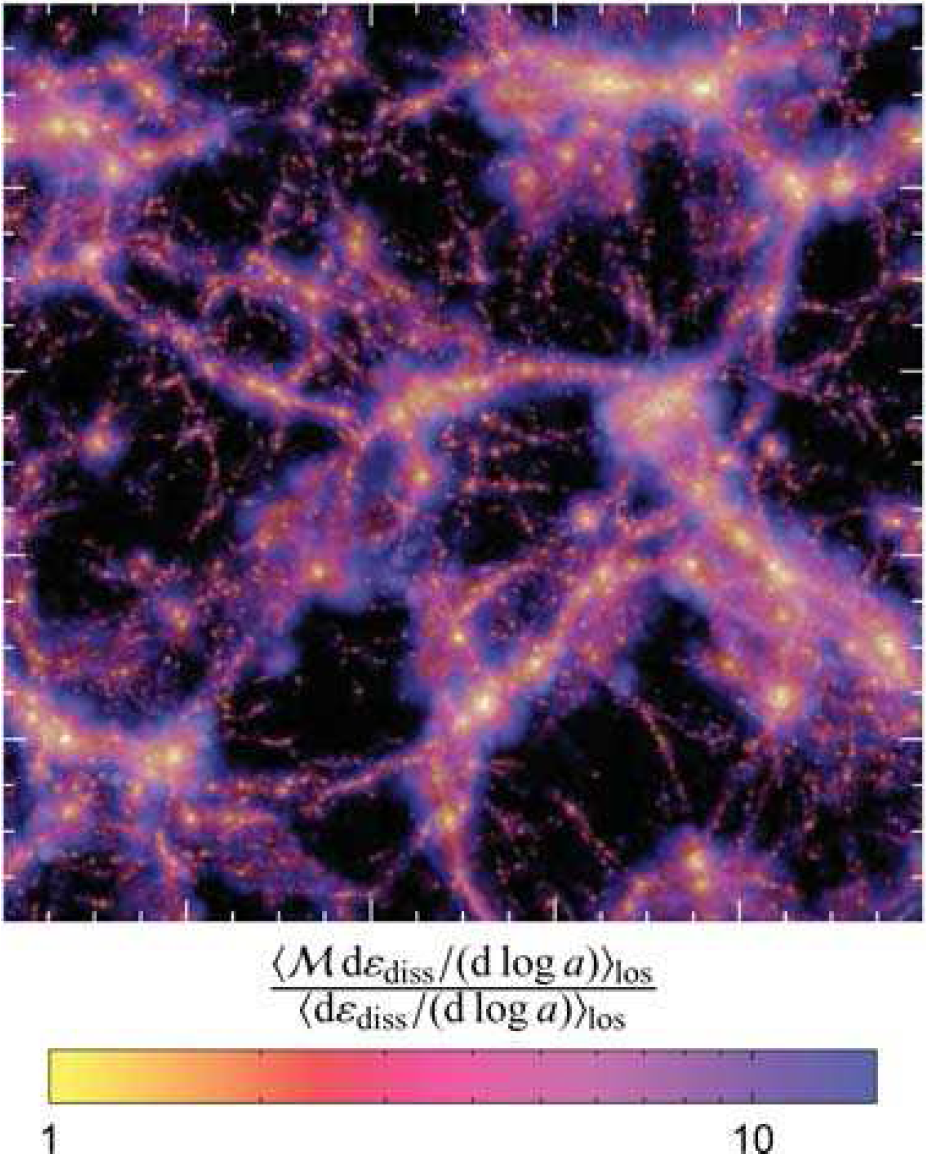 ⟨ℳ dε_diss/(d log a)⟩_los
⟨dε_diss/(d log a)⟩_los
1 10